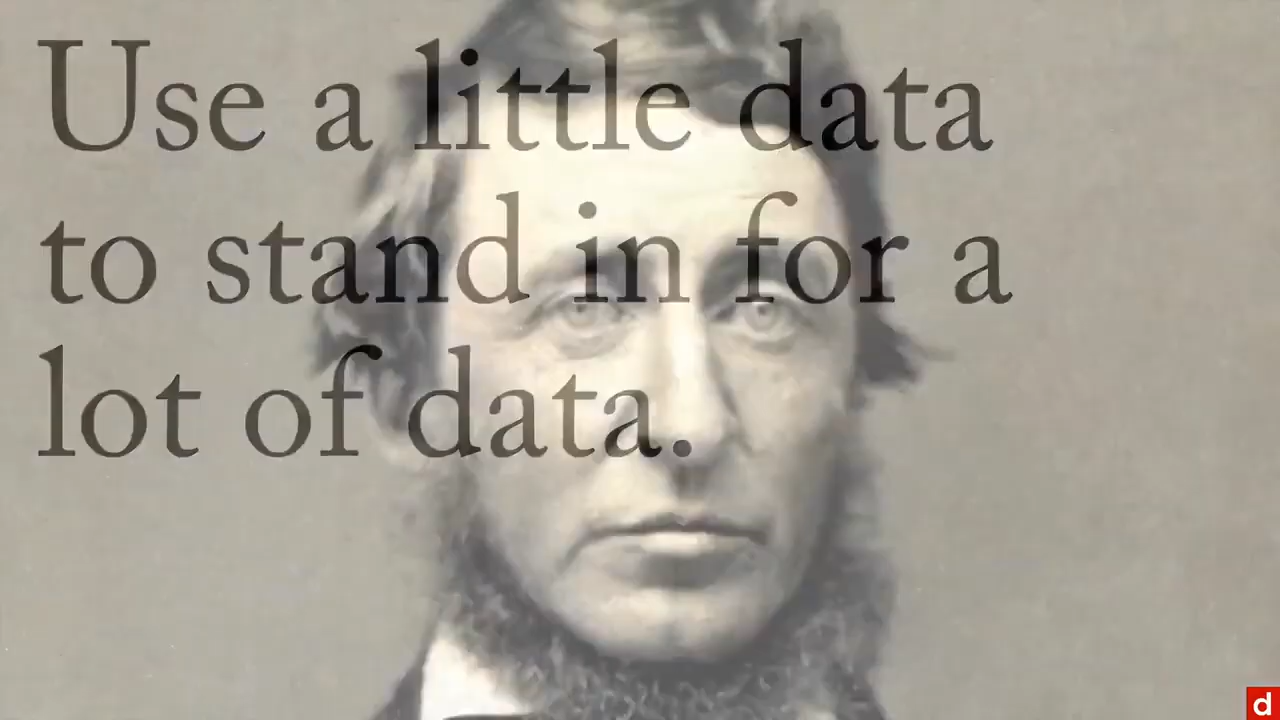 Use a little data
to stand in for a
lot of data.
d